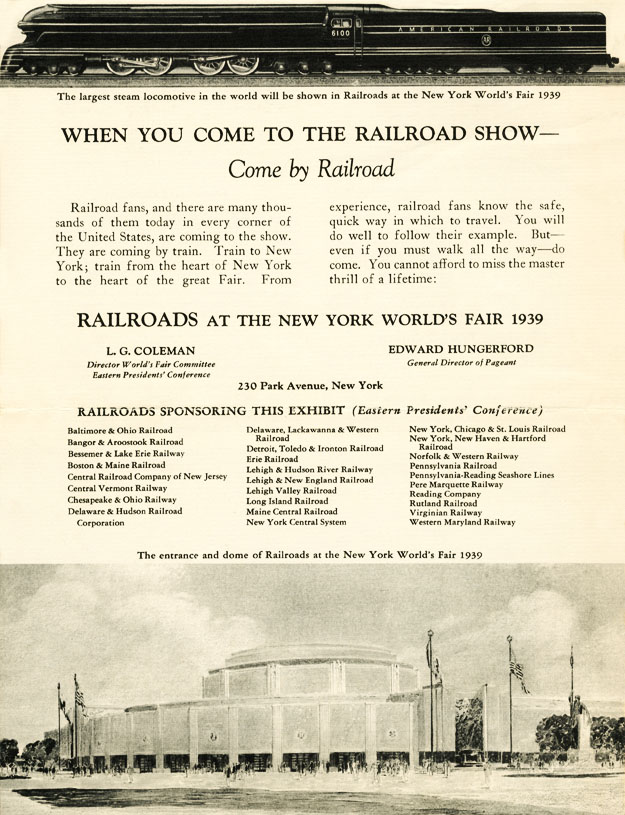 6100
AMERICAN RAILROADS
The largest steam locomotive in the world will be shown in Railroads at the New York World's Fair 1939
WHEN YOU COME TO THE RAILROAD SHOW—
Come by Railroad
Railroad fans, and there are many thou-
sands of them today in every corner of
the United States, are coming to the show.
They are coming by train. Train to New
York; train from the heart of New York
to the heart of the great Fair. From
experience, railroad fans know the safe,
quick way in which to travel. You will
do well to follow their example. But—
even if you must walk all the way—do
come. You cannot afford to miss the master
thrill of a lifetime:
RAILROADS AT THE NEW YORK WORLD'S FAIR 1939
L. G. COLEMAN
Director World's Fair Committee
Eastern Presidents' Conference
EDWARD HUNGERFORD
General Director of Pageant
230 Park Avenue, New York
RAILROADS SPONSORING THIS EXHIBIT (Eastern Presidents' Conference)
Baltimore & Ohio Railroad
Bangor & Aroostook Railroad
Bessemer & Lake Erie Railway
Boston & Maine Railroad
Central Railroad Company of New Jersey
Central Vermont Railway
Chesapeake & Ohio Railway
Delaware & Hudson Railroad
Corporation
Delaware, Lackawanna & Western
Railroad
Detroit, Toledo & Ironton Railroad
Erie Railroad
Lehigh & Hudson River Railway
Lehigh & New England Railroad
Lehigh Valley Railroad
Long Island Railroad
Maine Central Railroad
New York Central System
New York, Chicago & St. Louis Railroad
New York, New Haven & Hartford
Railroad
Norfolk & Western Railway
Pennsylvania Railroad
Pennsylvania-Reading Seashore Lines
Pere Marquette Railway
Reading Company
Rutland Railroad
Virginian Railway
Western Maryland Railway
The entrance and dome of Railroads at the New York World's Fair 1939